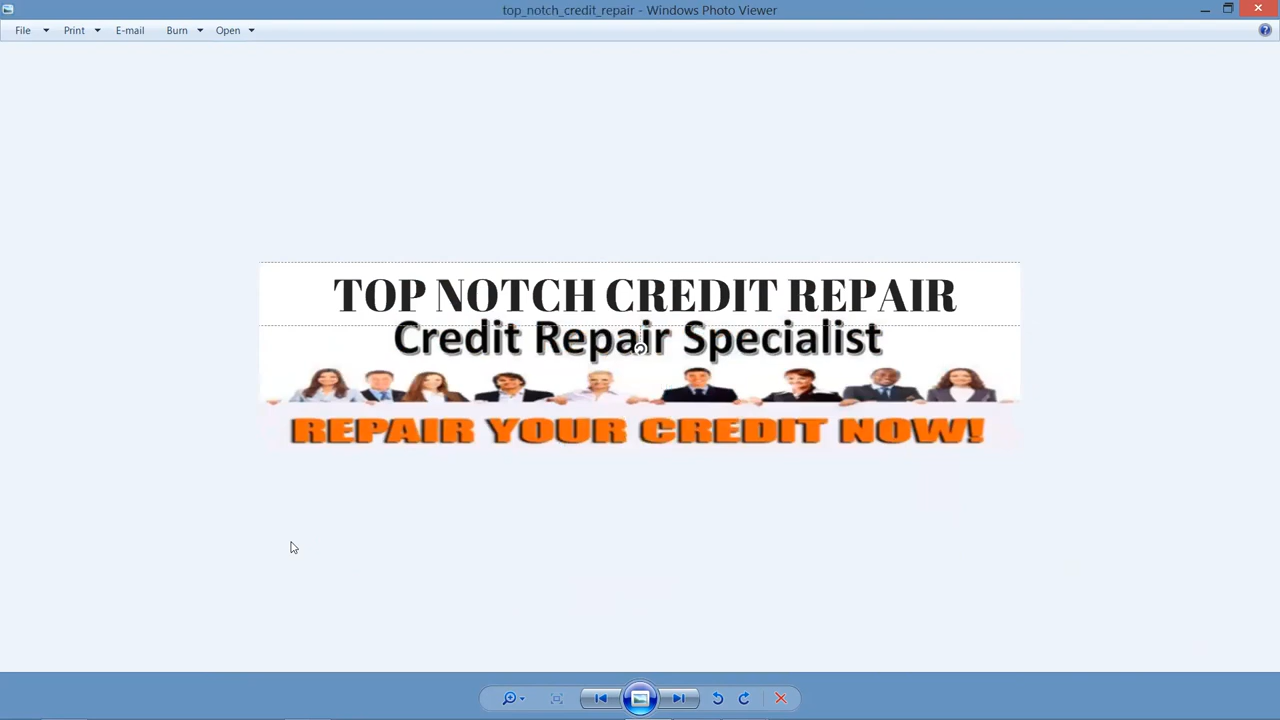 top_notch_credit_repair - Windows Photo Viewer
File Print E-mail Burn Open
TOP NOTCH CREDIT REPAIR
Credit Repair Specialist
REPAIR YOUR CREDIT NOW!